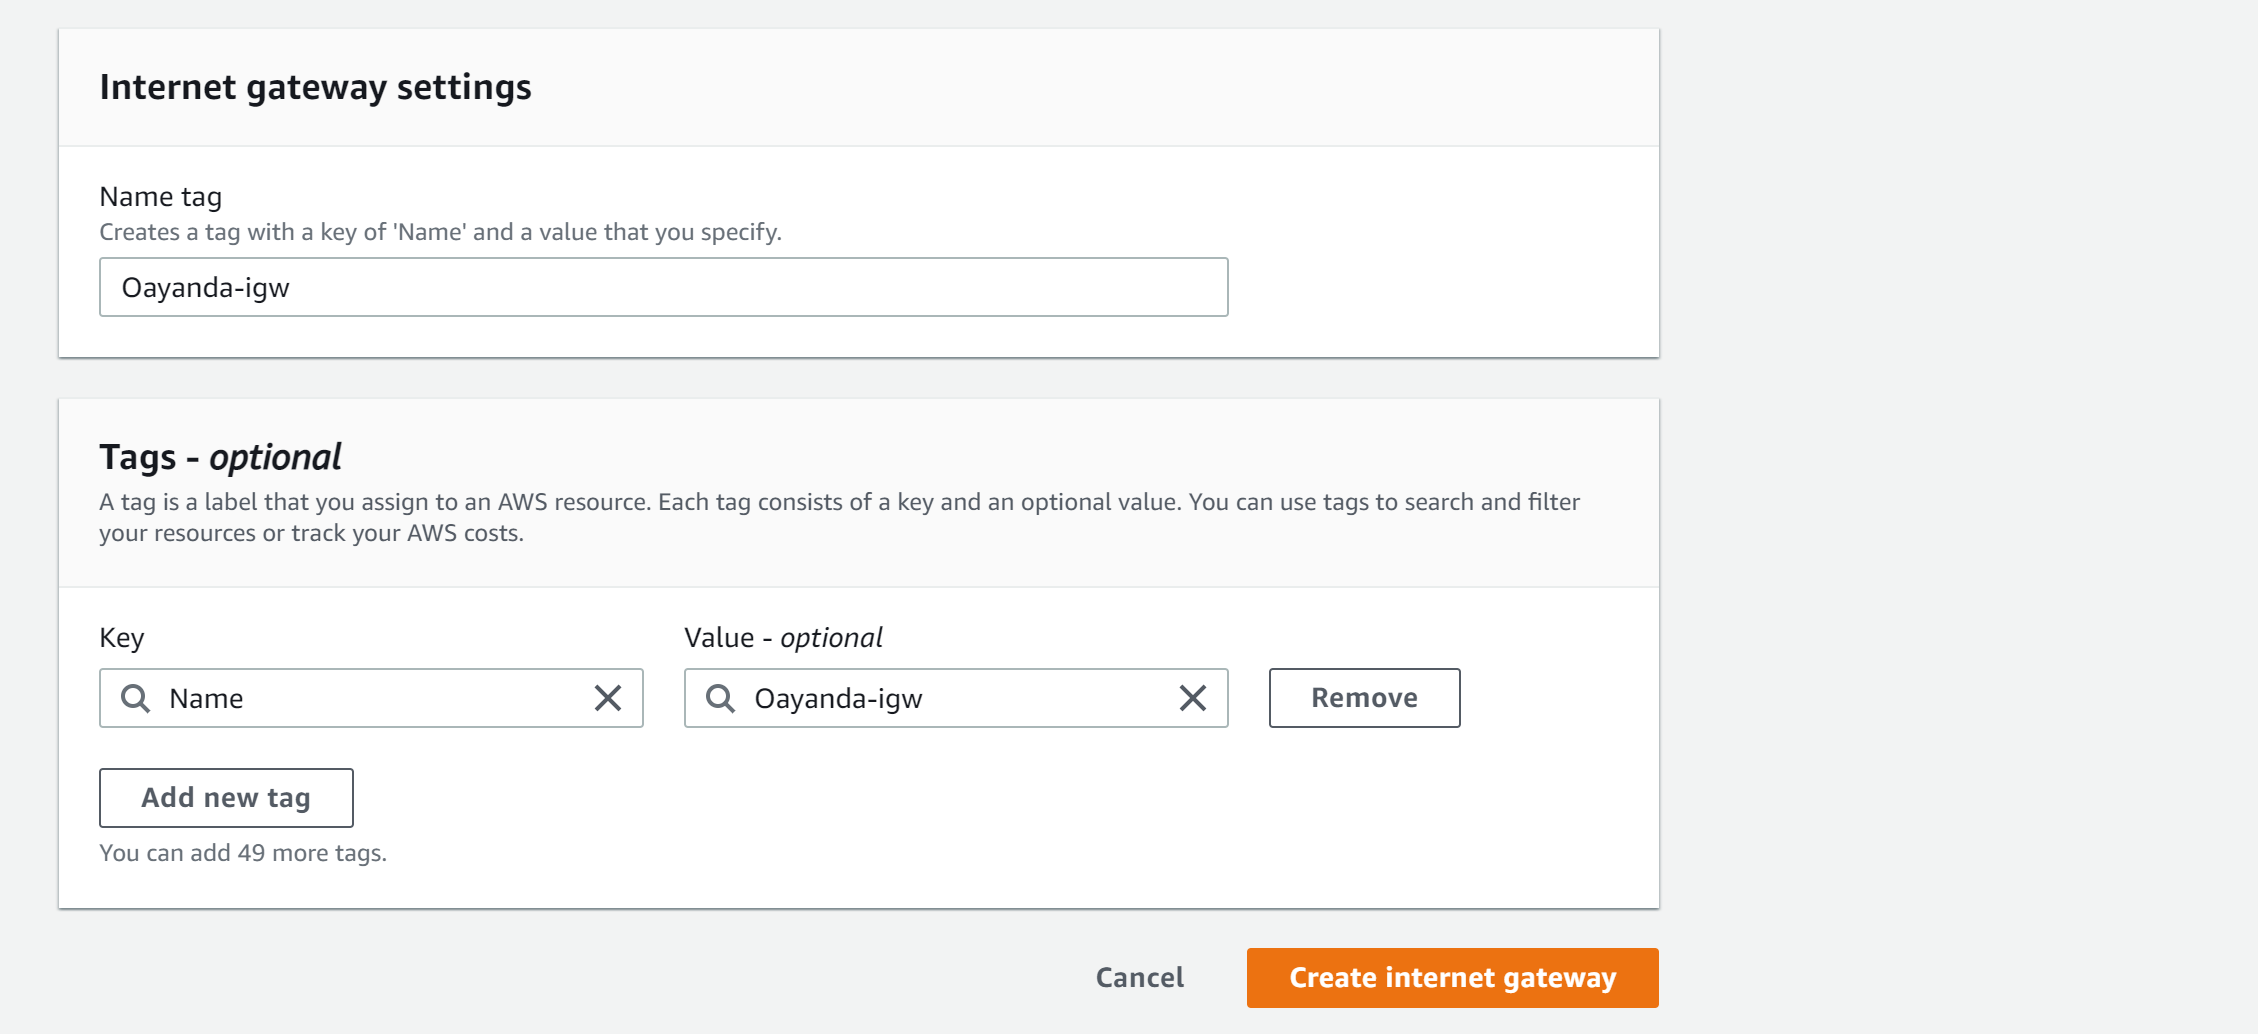 Internet gateway settings
Name tag
Creates a tag with a key of 'Name' and a value that you specify.
Oayanda-igw
Tags - optional
A tag is a label that you assign to an AWS resource. Each tag consists of a key and an optional value. You can use tags to search and filter
your resources or track your AWS costs.
Key Value - optional
Name Oayanda-igw Remove
Add new tag
You can add 49 more tags.
Cancel Create internet gateway